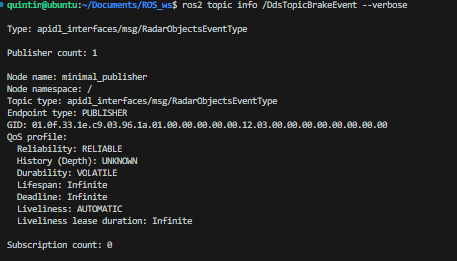 quintin@ubuntu:~/Documents/ROS_ws$ ros2 topic info /DdsTopicBrakeEvent --verbose
Type: apidl_interfaces/msg/RadarObjectsEventType
Publisher count: 1
Node name: minimal_publisher
Node namespace: /
Topic type: apidl_interfaces/msg/RadarObjectsEventType
Endpoint type: PUBLISHER
GID: 01.0f.33.1e.c9.03.96.1a.01.00.00.00.00.00.12.03.00.00.00.00.00.00.00.00
QoS profile:
  Reliability: RELIABLE
  History (Depth): UNKNOWN
  Durability: VOLATILE
  Lifespan: Infinite
  Deadline: Infinite
  Liveliness: AUTOMATIC
  Liveliness lease duration: Infinite
Subscription count: 0